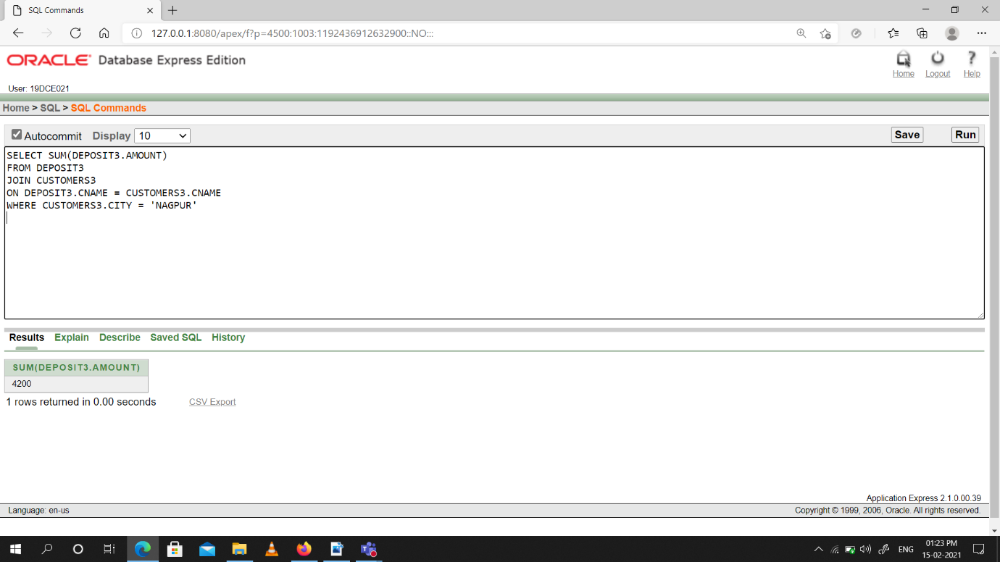 SQL Commands
127.0.0.1:8080/apex/f?p=4500:1003:1192436912632900::NO:::
ORACLE Database Express Edition
Home Logout Help
User: 19DCE021
Home > SQL > SQL Commands
Autocommit Display 10 Save Run
SELECT SUM(DEPOSIT3.AMOUNT)
FROM DEPOSIT3
JOIN CUSTOMERS3
ON DEPOSIT3.CNAME = CUSTOMERS3.CNAME
WHERE CUSTOMERS3.CITY = 'NAGPUR'
Results Explain Describe Saved SQL History
SUM(DEPOSIT3.AMOUNT)
4200
1 rows returned in 0.00 seconds CSV Export
Application Express 2.1.0.00.39
Language: en-us Copyright © 1999, 2006, Oracle. All rights reserved.
ENG 01:23 PM
15-02-2021